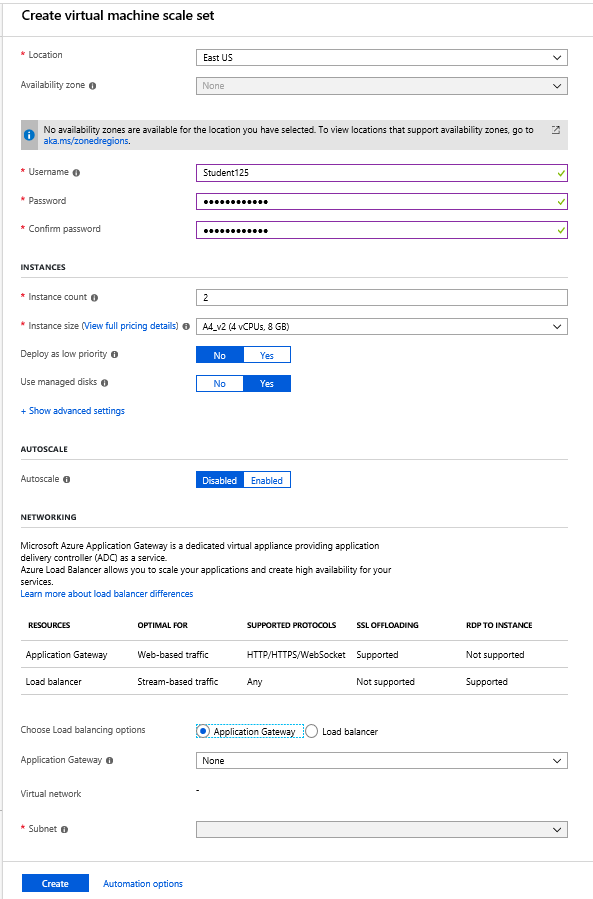 Create virtual machine scale set
* Location
East US
Availability zone
None
No availability zones are available for the location you have selected. To view locations that support availability zones, go to
aka.ms/zonedregions.
* Username
Student125
* Password
●●●●●●●●●●●●
* Confirm password
●●●●●●●●●●●●
INSTANCES
* Instance count
2
* Instance size (View full pricing details)
A4_v2 (4 vCPUs, 8 GB)
Deploy as low priority
No Yes
Use managed disks
No Yes
+ Show advanced settings
AUTOSCALE
Autoscale
Disabled Enabled
NETWORKING
Microsoft Azure Application Gateway is a dedicated virtual appliance providing application
delivery controller (ADC) as a service.
Azure Load Balancer allows you to scale your applications and create high availability for your
services.
Learn more about load balancer differences
RESOURCES OPTIMAL FOR SUPPORTED PROTOCOLS SSL OFFLOADING RDP TO INSTANCE
Application Gateway Web-based traffic HTTP/HTTPS/WebSocket Supported Not supported
Load balancer Stream-based traffic Any Not supported Supported
Choose Load balancing options
Application Gateway Load balancer
Application Gateway
None
Virtual network
-
* Subnet
Create Automation options